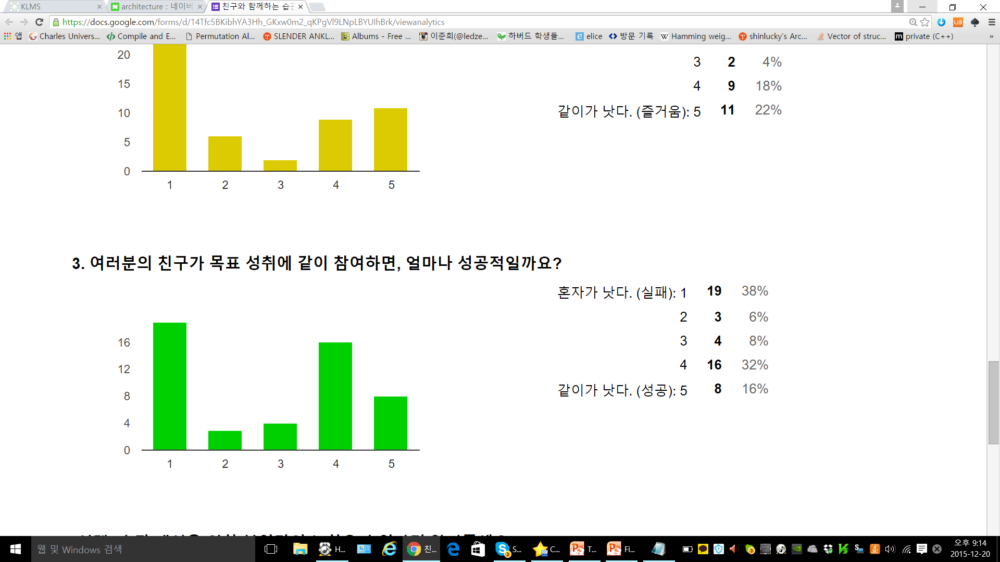 KLMS
architecture : 네이버
친구와 함께하는 습관
https://docs.google.com/forms/d/14Tfc5BKibhYA3Hh_GKxw0m2_qKPgVl9LNpLBYUIhBrk/viewanalytics
앱 Charles Univers... Compile and E... Permutation Al... SLENDER ANKL... Albums - Free ... 이준희(@ledze... 하버드 학생들... elice 방문 기록 Hamming weig... shinlucky's Arc... Vector of struc... private (C++) »
20
15
10
5
0
1 2 3 4 5
3 2 4%
4 9 18%
같이가 낫다. (즐거움): 5 11 22%
3. 여러분의 친구가 목표 성취에 같이 참여하면, 얼마나 성공적일까요?
16
12
8
4
0
1 2 3 4 5
혼자가 낫다. (실패): 1 19 38%
2 3 6%
3 4 8%
4 16 32%
같이가 낫다. (성공): 5 8 16%
웹 및 Windows 검색
H...
친...
S...
C...
T...
Fi...
오후 9:14
2015-12-20